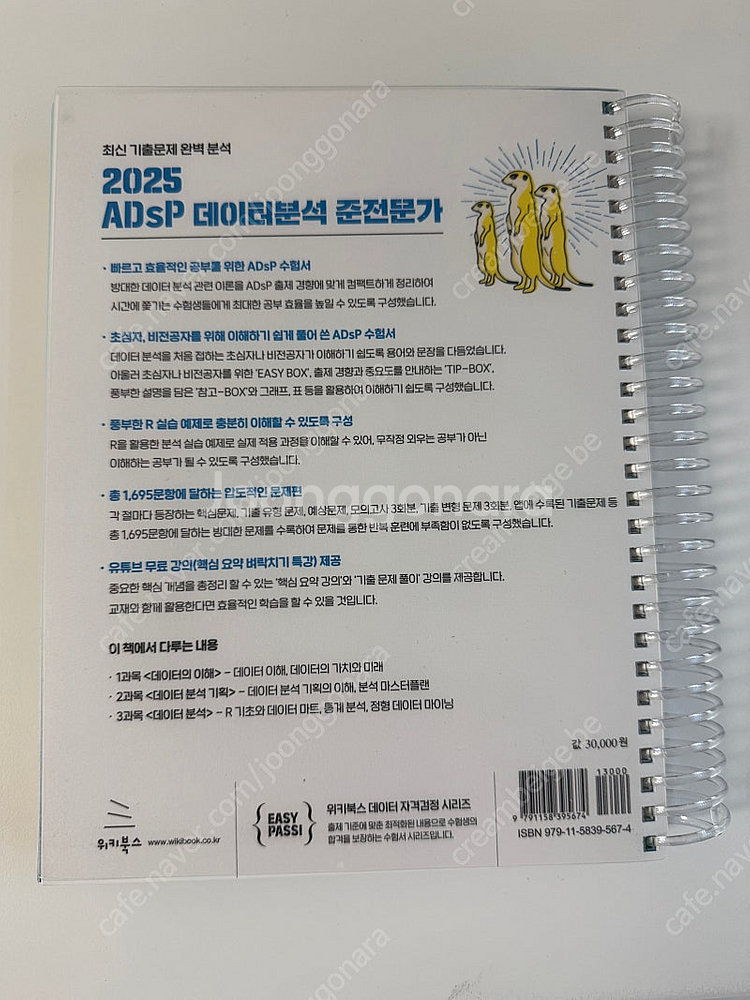 최신 기출문제 완벽 분석
2025
ADsP 데이터분석 준전문가
· 빠르고 효율적인 공부를 위한 ADsP 수험서
방대한 데이터 분석 관련 이론을 ADsP 출제 경향에 맞게 컴팩트하게 정리하여
시간에 쫓기는 수험생들에게 최대한 공부 효율을 높일 수 있도록 구성했습니다.
· 초심자, 비전공자를 위해 이해하기 쉽게 풀어 쓴 ADsP 수험서
데이터 분석을 처음 접하는 초심자나 비전공자가 이해하기 쉽도록 용어와 문장을 다듬었습니다.
아울러 초심자나 비전공자를 위한 'EASY BOX', 출제 경향과 중요도를 안내하는 'TIP-BOX',
풍부한 설명을 담은 '참고-BOX'와 그래프, 표 등을 활용하여 이해하기 쉽도록 구성했습니다.
· 풍부한 R 실습 예제로 충분히 이해할 수 있도록 구성
R을 활용한 분석 실습 예제로 실제 적용 과정을 이해할 수 있어, 무작정 외우는 공부가 아닌
이해하는 공부가 될 수 있도록 구성했습니다.
· 총 1,695문항에 달하는 압도적인 문제편
각 절마다 등장하는 핵심문제, 기출 유형 문제, 예상문제, 모의고사 3회분, 기출 변형 문제 3회분, 앱에 수록된 기출문제 등
총 1,695문항에 달하는 방대한 문제를 수록하여 문제를 통한 반복 훈련에 부족함이 없도록 구성했습니다.
· 유튜브 무료 강의(핵심 요약 벼락치기 특강) 제공
중요한 핵심 개념을 총정리 할 수 있는 '핵심 요약 강의'와 '기출 문제 풀이' 강의를 제공합니다.
교재와 함께 활용한다면 효율적인 학습을 할 수 있을 것입니다.
이 책에서 다루는 내용
· 1과목 <데이터의 이해> – 데이터 이해, 데이터의 가치와 미래
· 2과목 <데이터 분석 기획> – 데이터 분석 기획의 이해, 분석 마스터플랜
· 3과목 <데이터 분석> – R 기초와 데이터 마트, 통계 분석, 정형 데이터 마이닝
값 30,000원
13000
9 791158 395674
ISBN 979-11-5839-567-4
위키북스 www.wikibook.co.kr
EASY
PASS!
위키북스 데이터 자격검정 시리즈
출제 기준에 맞춘 최적화된 내용으로 수험생의
합격을 보장하는 수험서 시리즈입니다.
joonggonara
cafe.naver.com/joonggonara
creambeige.be